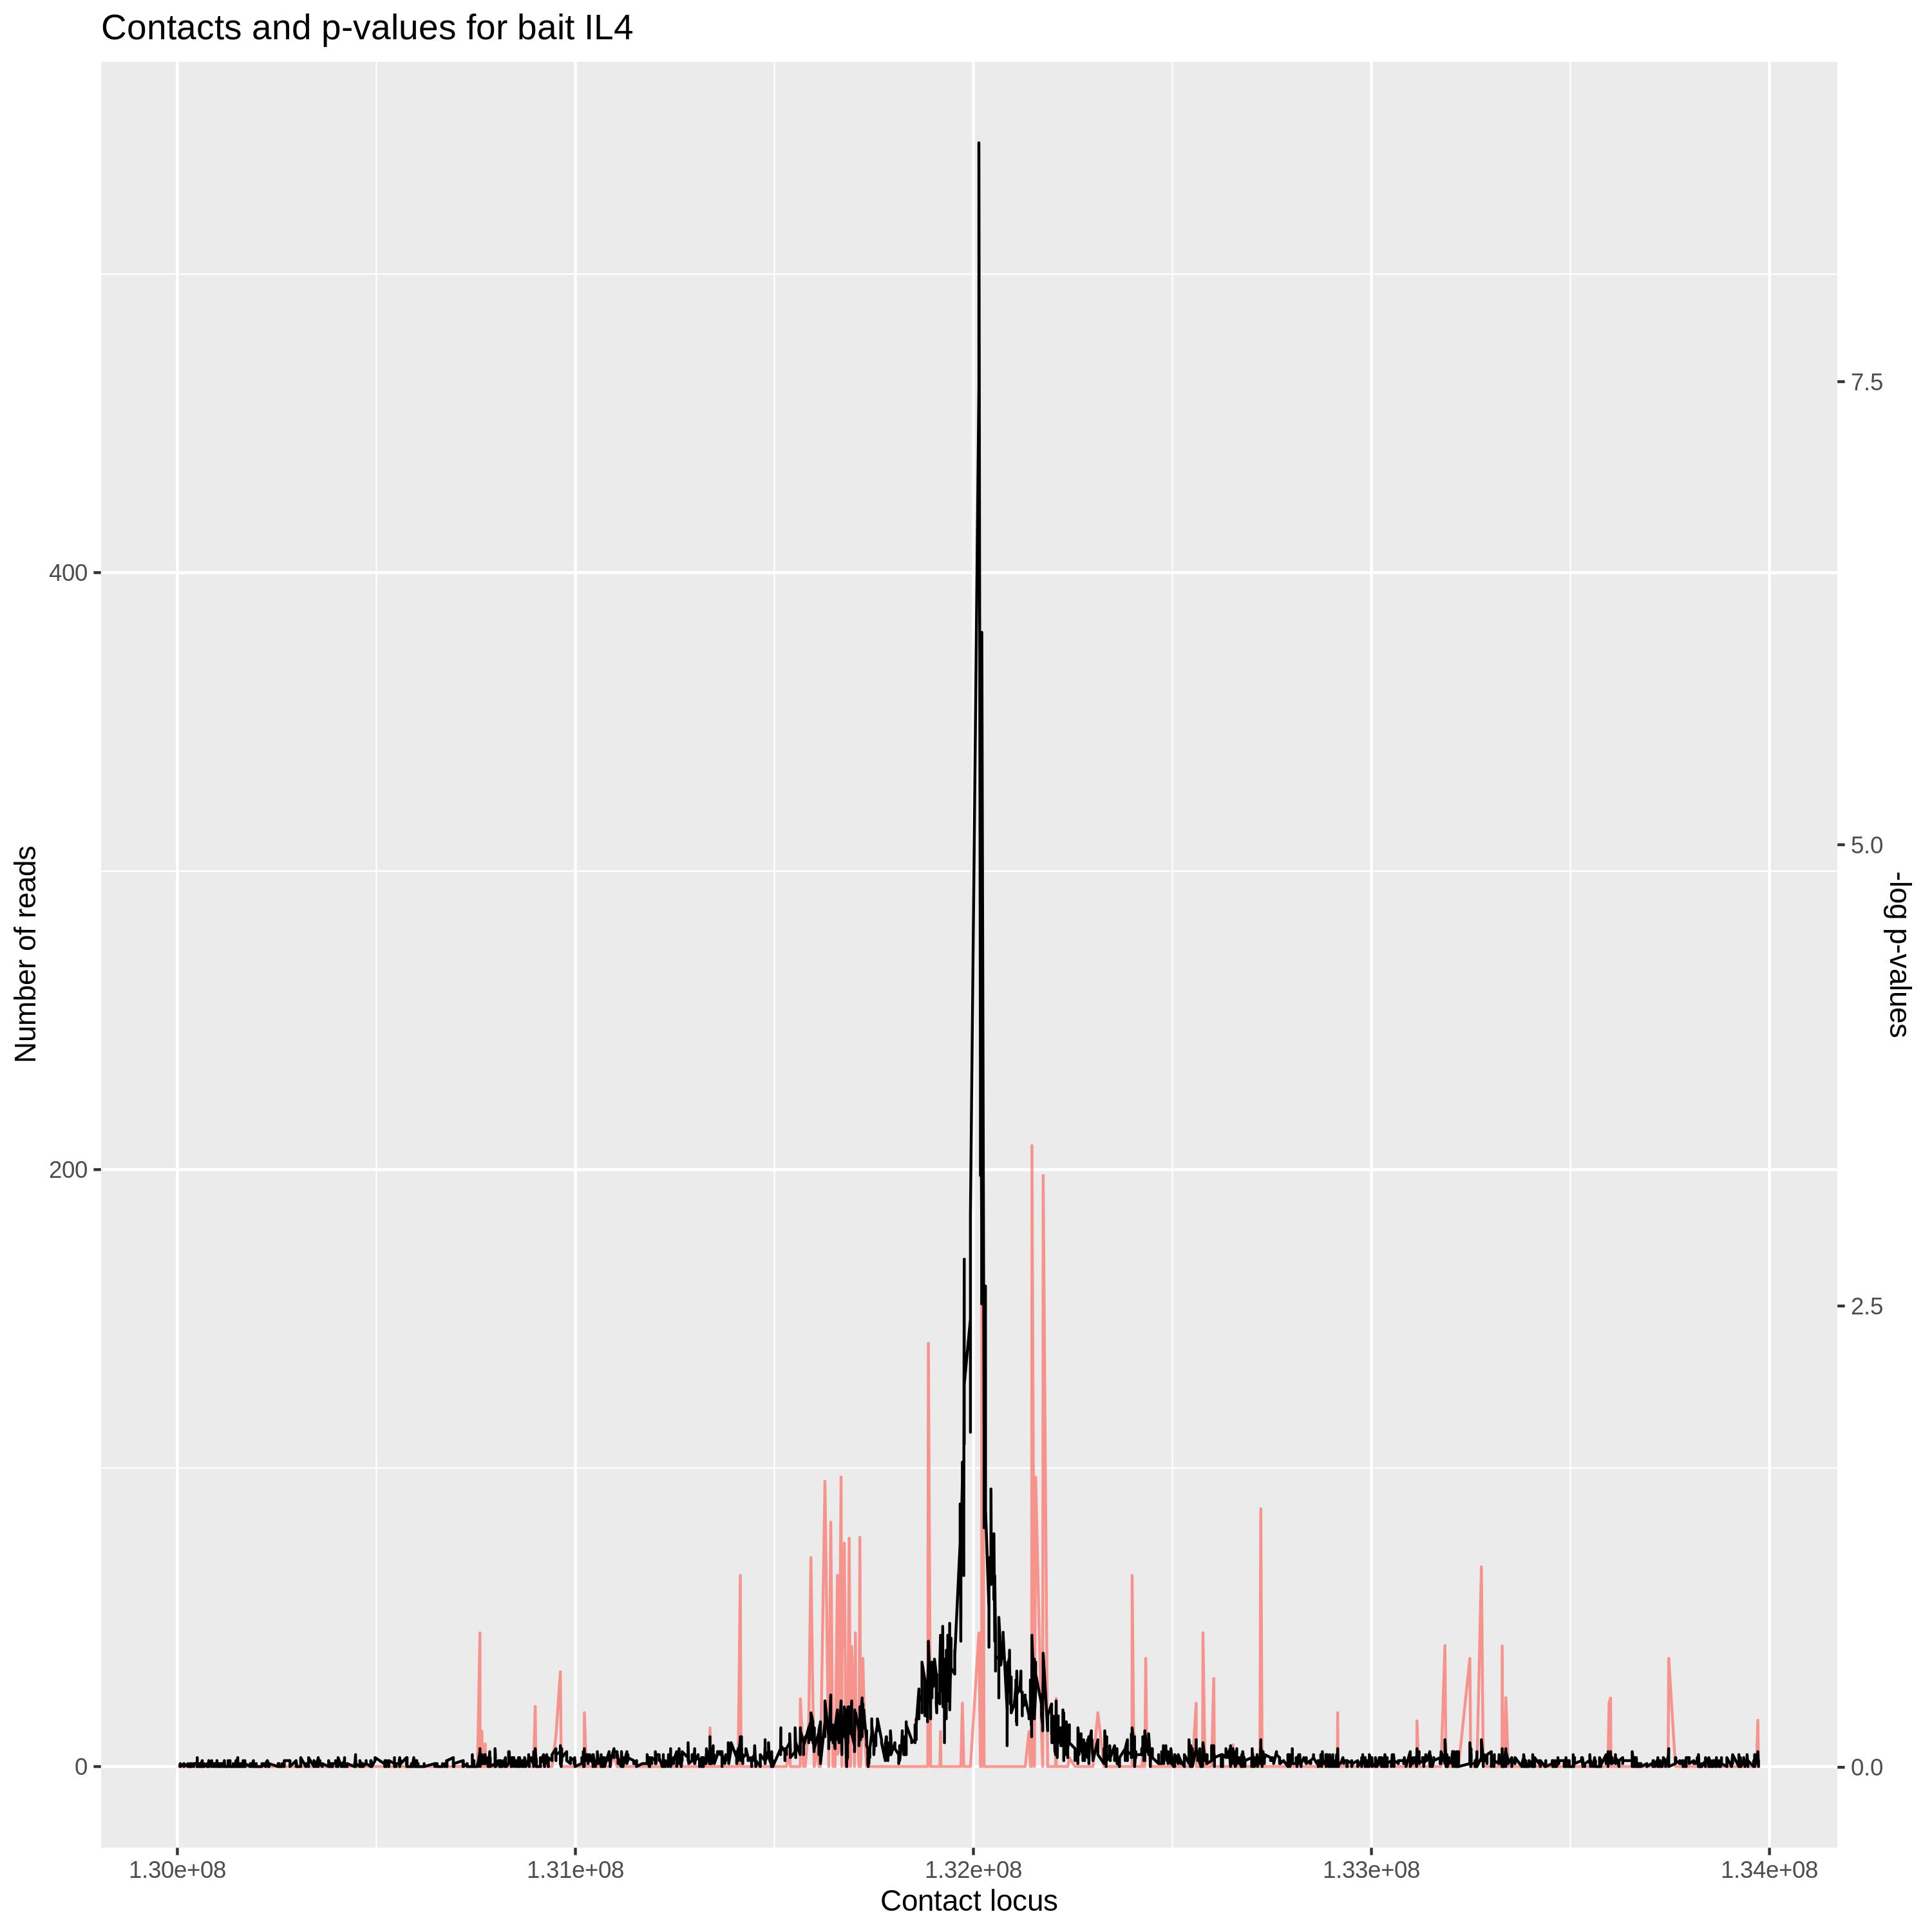 Contacts and p-values for bait IL4
Number of reads
400
200
0
7.5
5.0
2.5
0.0
-log p-values
1.30e+08
1.31e+08
1.32e+08
1.33e+08
1.34e+08
Contact locus